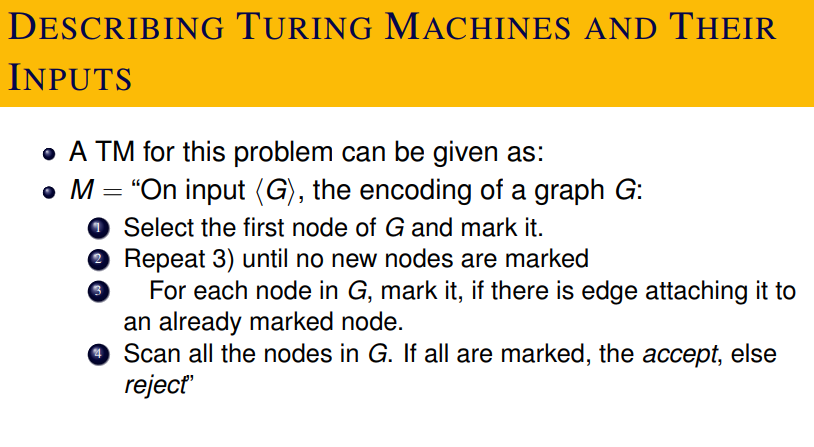 DESCRIBING TURING MACHINES AND THEIR
INPUTS
A TM for this problem can be given as:
M = “On input ⟨G⟩, the encoding of a graph G:
1 Select the first node of G and mark it.
2 Repeat 3) until no new nodes are marked
3 For each node in G, mark it, if there is edge attaching it to
an already marked node.
4 Scan all the nodes in G. If all are marked, the accept, else
reject”